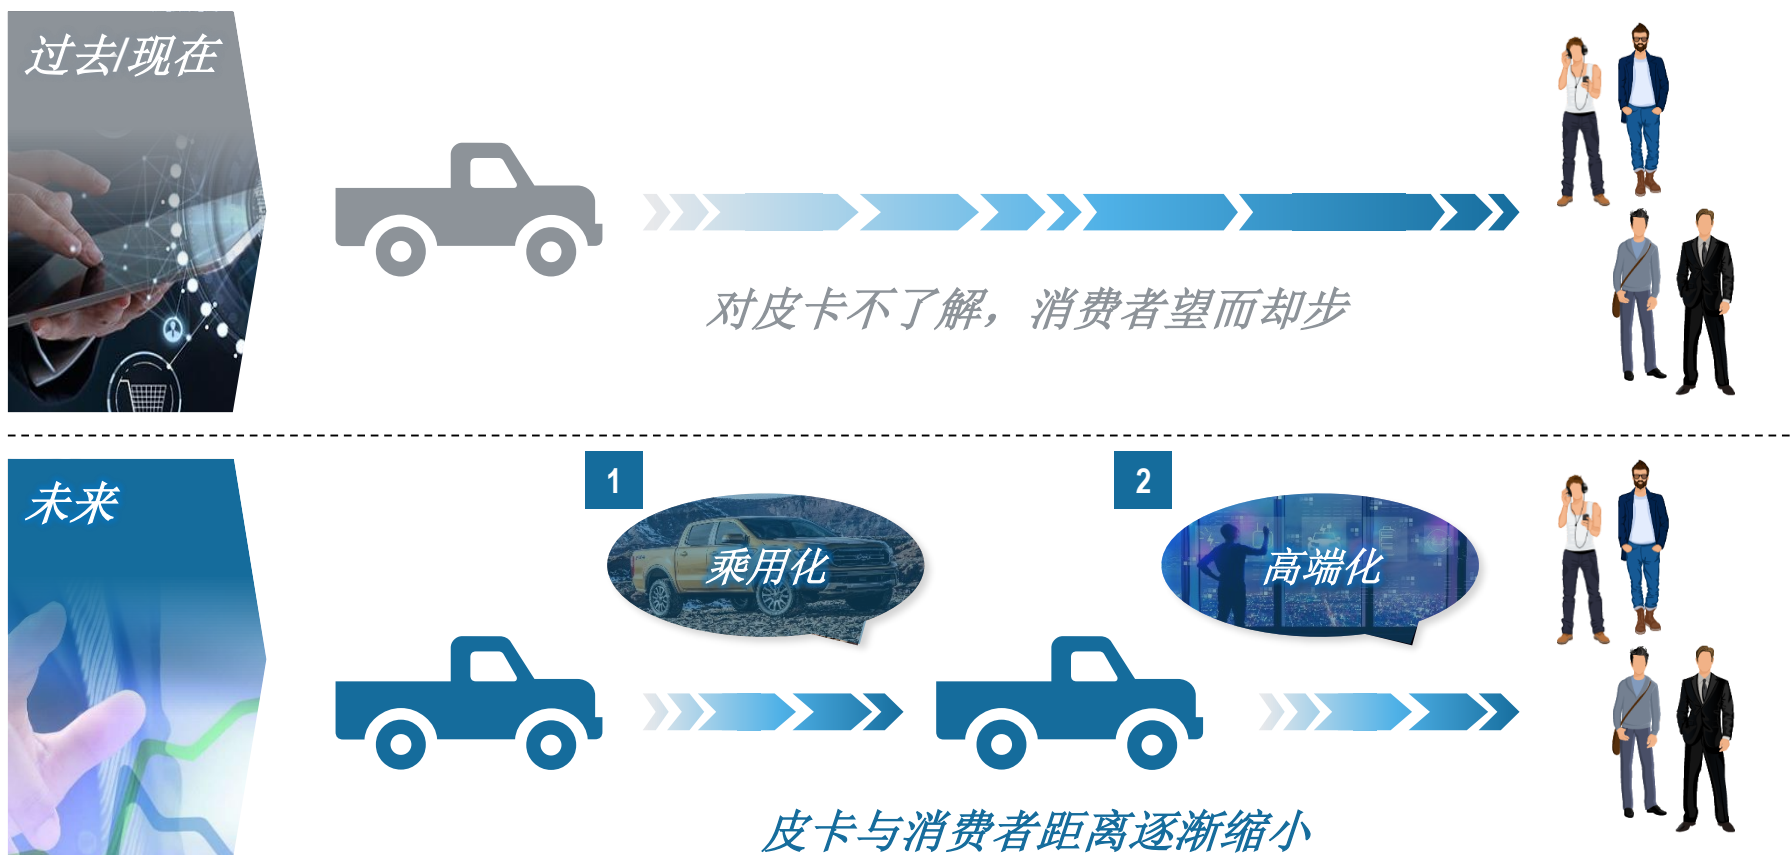 过去/现在
对皮卡不了解，消费者望而却步
未来
1
乘用化
2
高端化
皮卡与消费者距离逐渐缩小